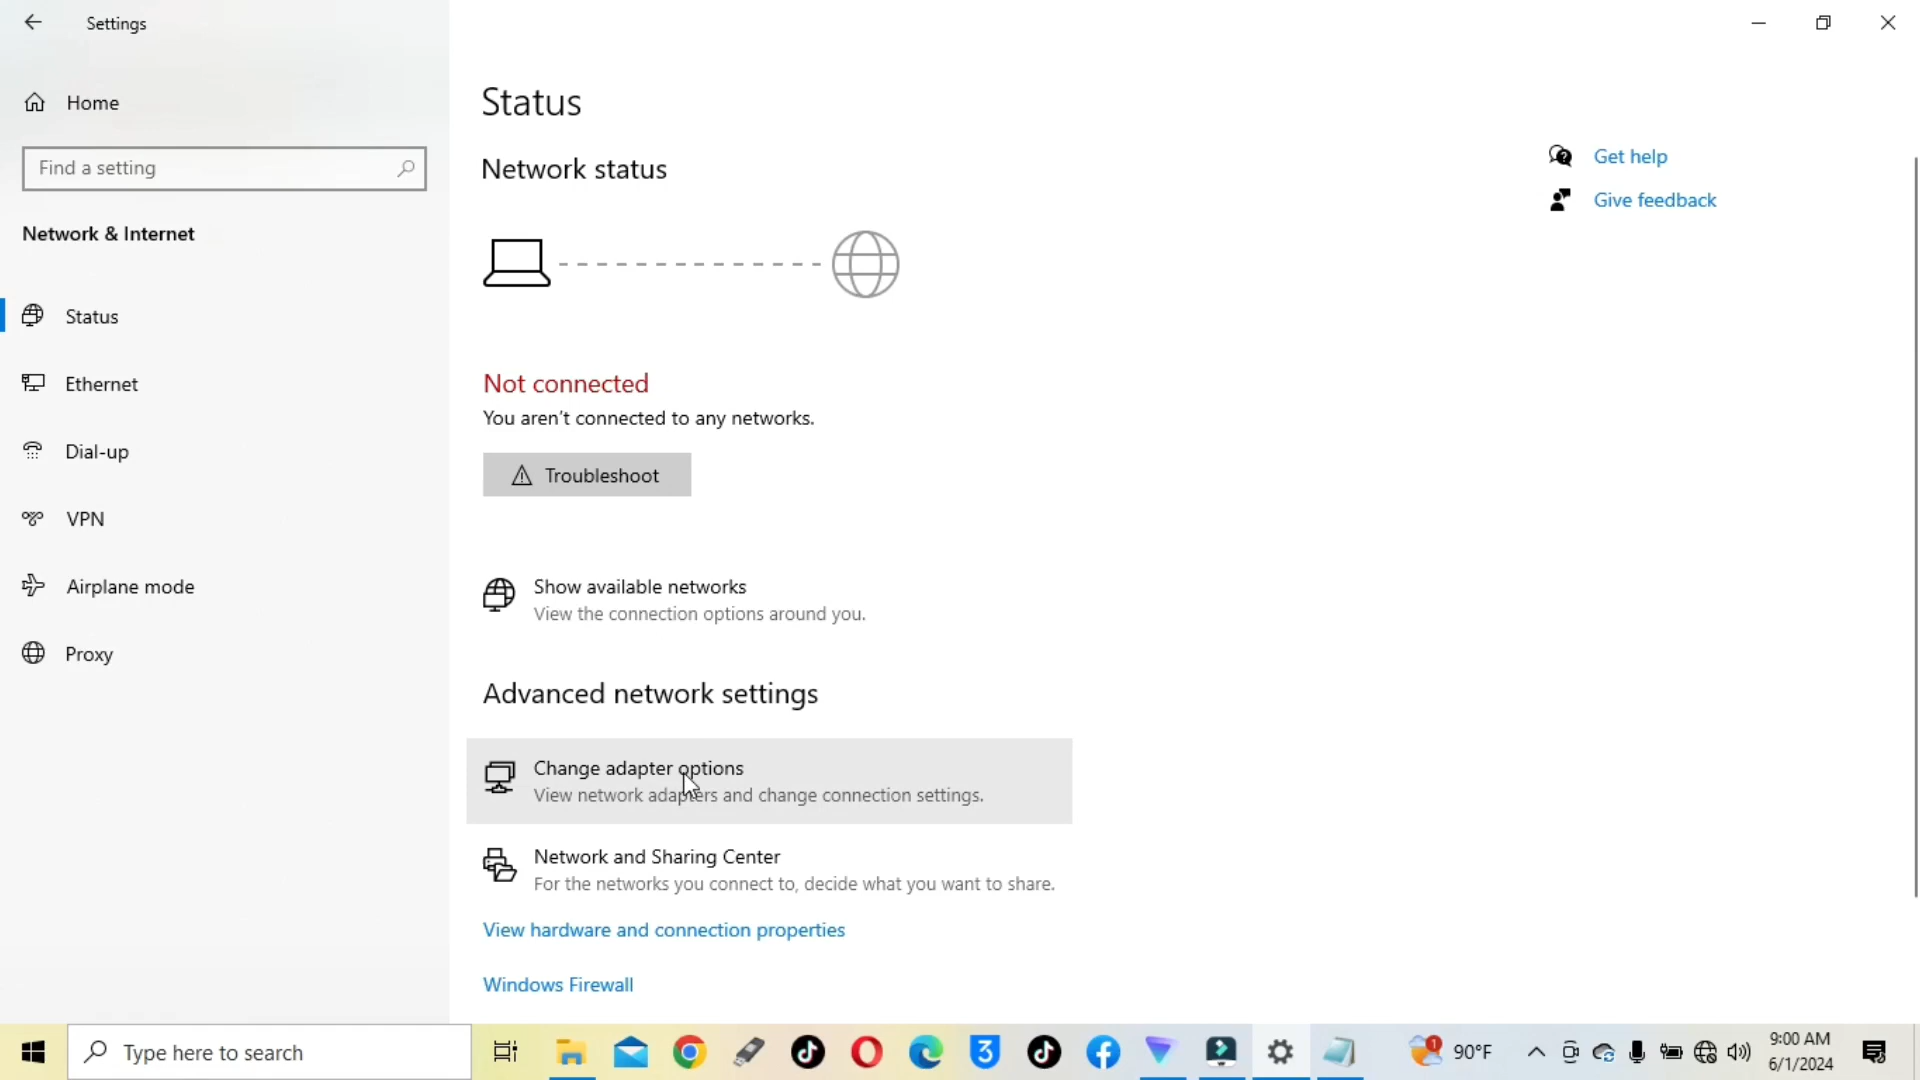 Settings
Home
Find a setting
Network & Internet
Status
Ethernet
Dial-up
VPN
Airplane mode
Proxy
Status
Network status
Not connected
You aren't connected to any networks.
Troubleshoot
Show available networks
View the connection options around you.
Advanced network settings
Change adapter options
View network adapters and change connection settings.
Network and Sharing Center
For the networks you connect to, decide what you want to share.
View hardware and connection properties
Windows Firewall
Get help
Give feedback
Type here to search
3
1
90°F
9:00 AM
6/1/2024